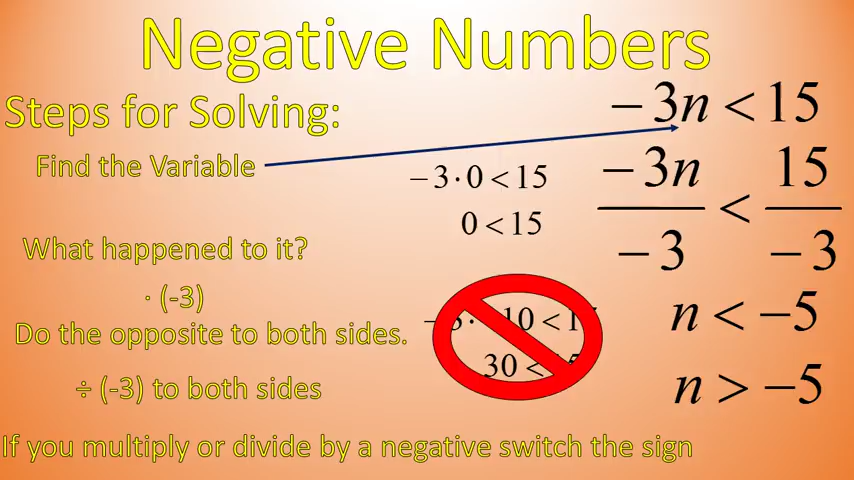 Negative Numbers
Steps for Solving:
−3n < 15
Find the Variable
−3·0 < 15
0 < 15
−3n/−3 < 15/−3
What happened to it?
· (-3)
Do the opposite to both sides.
10 < 1
30 <
n < −5
÷ (-3) to both sides
n > −5
If you multiply or divide by a negative switch the sign